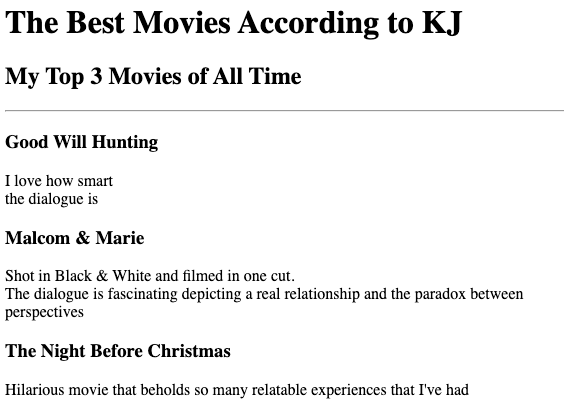 The Best Movies According to KJ
My Top 3 Movies of All Time
Good Will Hunting
I love how smart
the dialogue is
Malcom & Marie
Shot in Black & White and filmed in one cut.
The dialogue is fascinating depicting a real relationship and the paradox between
perspectives
The Night Before Christmas
Hilarious movie that beholds so many relatable experiences that I've had